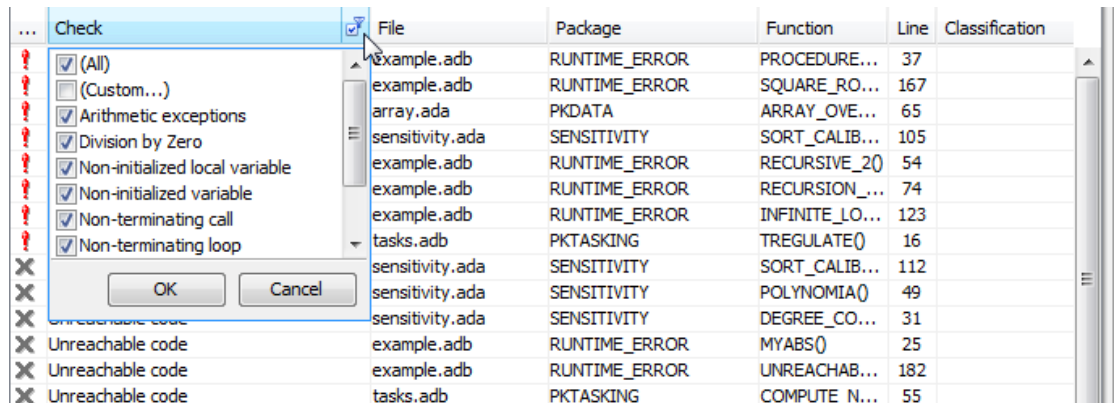 ... Check File Package Function Line Classification
(All) example.adb RUNTIME_ERROR PROCEDURE... 37
(Custom...) example.adb RUNTIME_ERROR SQUARE_RO... 167
Arithmetic exceptions array.ada PKDATA ARRAY_OVE... 65
Division by Zero sensitivity.ada SENSITIVITY SORT_CALIB... 105
Non-initialized local variable example.adb RUNTIME_ERROR RECURSIVE_2() 54
Non-initialized variable example.adb RUNTIME_ERROR RECURSION_... 74
Non-terminating call example.adb RUNTIME_ERROR INFINITE_LO... 123
Non-terminating loop tasks.adb PKTASKING TREGULATE() 16
sensitivity.ada SENSITIVITY SORT_CALIB... 112
OK Cancel sensitivity.ada SENSITIVITY POLYNOMIA() 49
Unreachable code sensitivity.ada SENSITIVITY DEGREE_CO... 31
Unreachable code example.adb RUNTIME_ERROR MYABS() 25
Unreachable code example.adb RUNTIME_ERROR UNREACHAB... 182
Unreachable code tasks.adb PKTASKING COMPUTE_N... 55